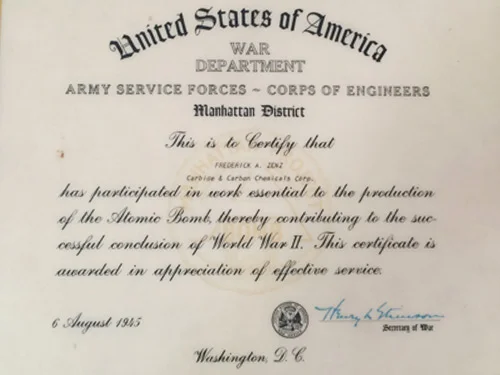 United States of America
WAR
DEPARTMENT
ARMY SERVICE FORCES ~ CORPS OF ENGINEERS
Manhattan District
This is to Certify that
FREDERICK A. ZENZ
Carbide & Carbon Chemicals Corp.
has participated in work essential to the production
of the Atomic Bomb, thereby contributing to the suc-
cessful conclusion of World War II. This certificate is
awarded in appreciation of effective service.
6 August 1945
Henry L Stimson
Secretary of War
Washington, D. C.